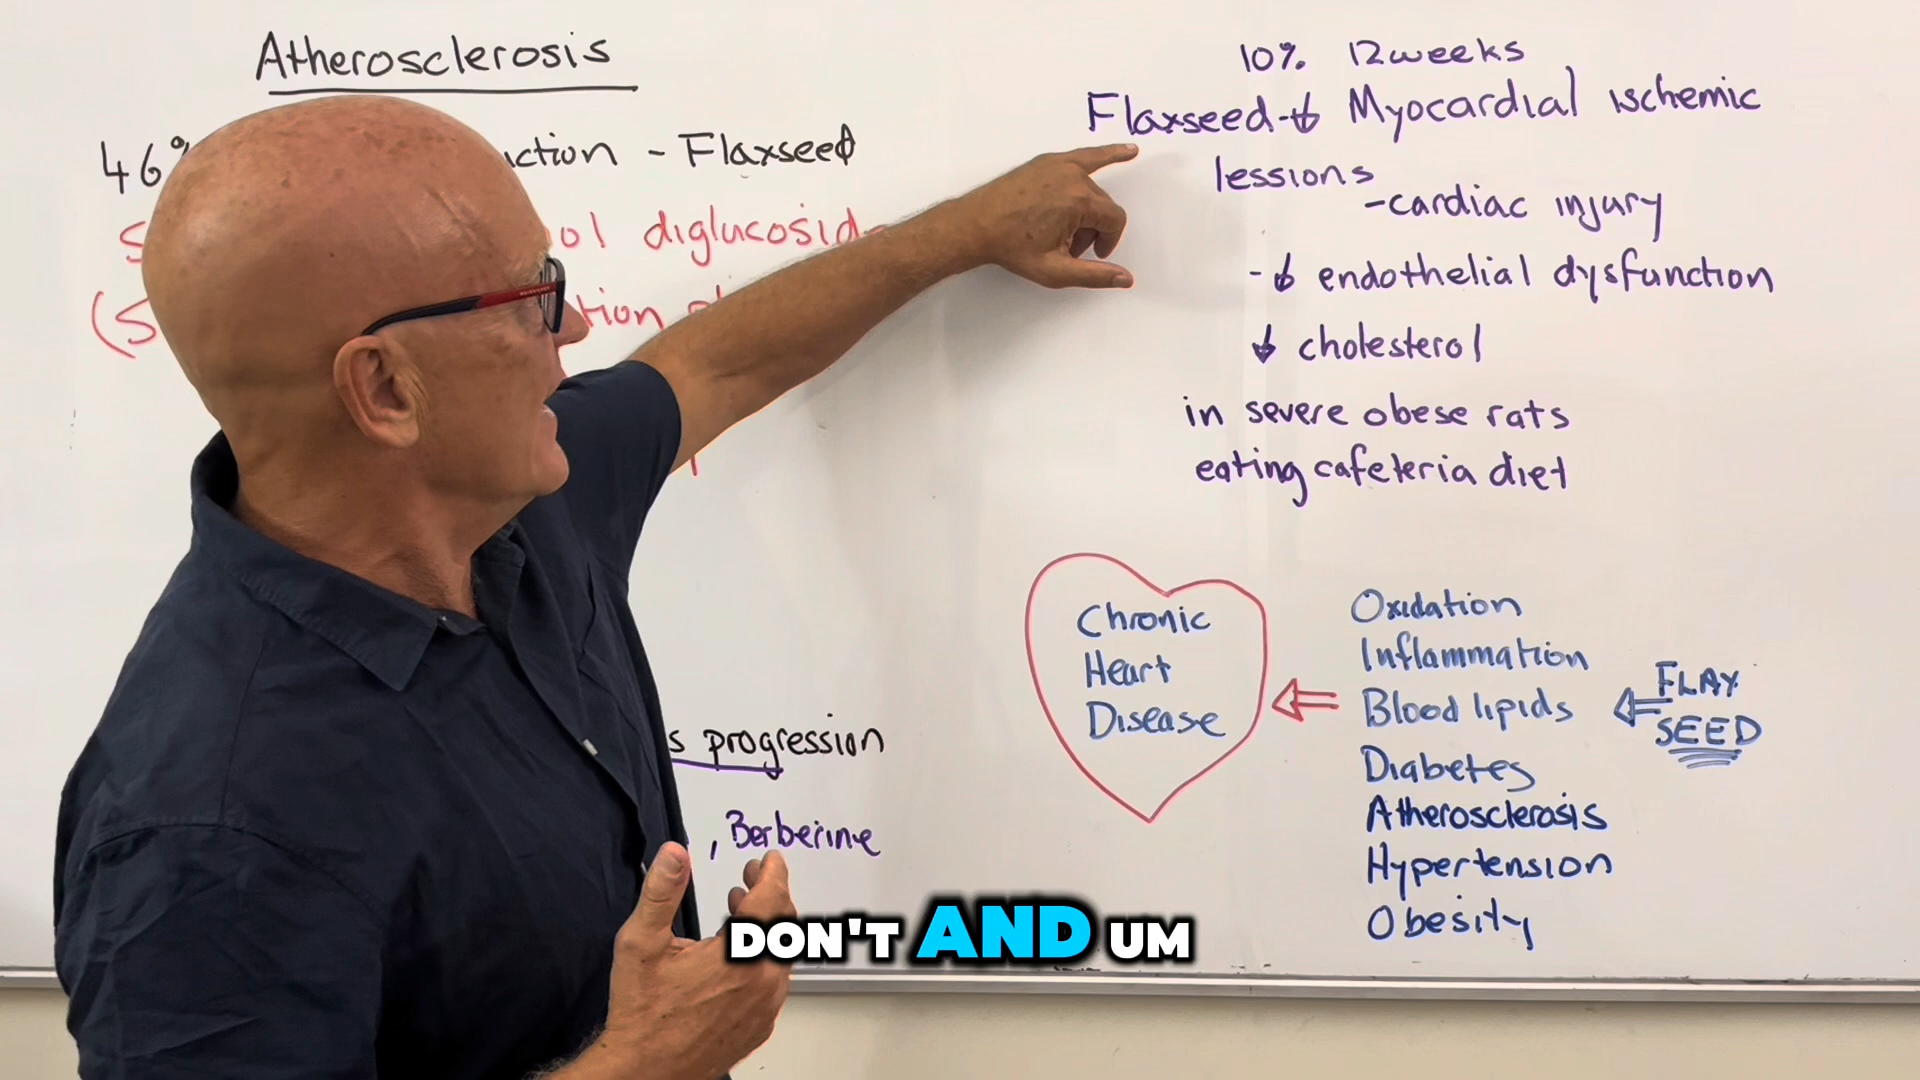 Atherosclerosis
46% ction - Flaxseed
ol diglucosid
(S tion
s progression
, Berberine
10% 12 weeks
Flaxseed-↓ Myocardial ischemic
lessions
-cardiac injury
-↓ endothelial dysfunction
↓ cholesterol
in severe obese rats
eating cafeteria diet
Chronic
Heart
Disease
Oxidation
Inflammation
Blood lipids
Diabetes
Atherosclerosis
Hypertension
Obesity
FLAX
SEED
DON'T AND UM